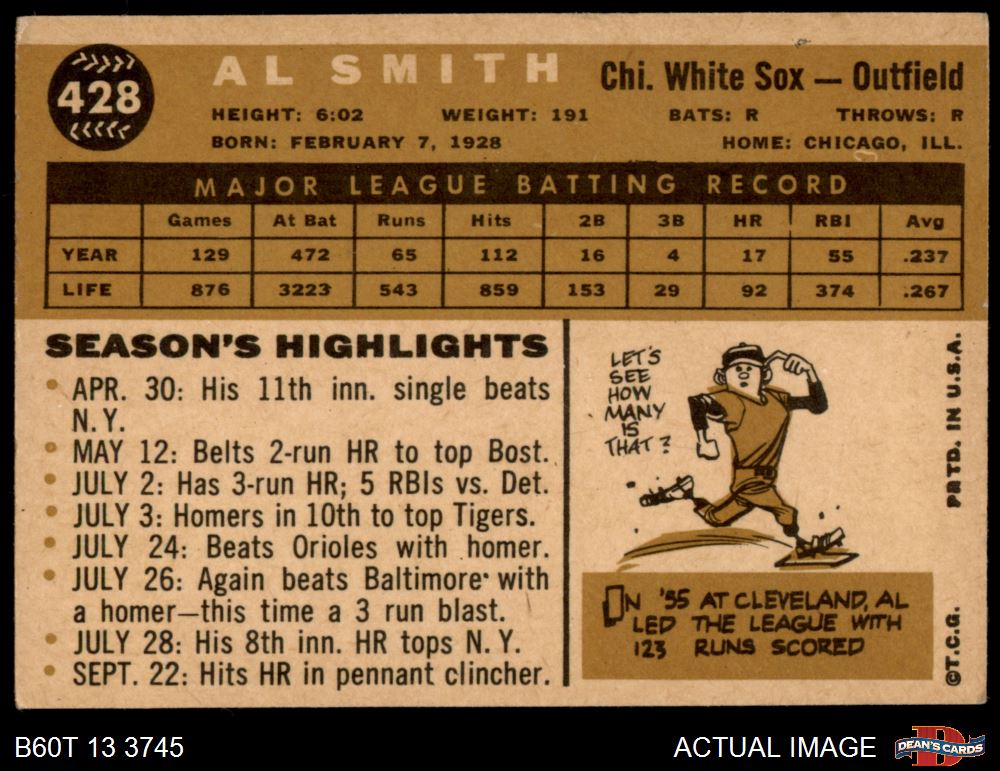 428
AL SMITH
Chi. White Sox — Outfield
HEIGHT: 6:02 WEIGHT: 191 BATS: R THROWS: R
BORN: FEBRUARY 7, 1928 HOME: CHICAGO, ILL.
MAJOR LEAGUE BATTING RECORD
Games At Bat Runs Hits 2B 3B HR RBI Avg
YEAR 129 472 65 112 16 4 17 55 .237
LIFE 876 3223 543 859 153 29 92 374 .267
SEASON'S HIGHLIGHTS
• APR. 30: His 11th inn. single beats
N.Y.
• MAY 12: Belts 2-run HR to top Bost.
• JULY 2: Has 3-run HR; 5 RBIs vs. Det.
• JULY 3: Homers in 10th to top Tigers.
• JULY 24: Beats Orioles with homer.
• JULY 26: Again beats Baltimore with
a homer—this time a 3 run blast.
• JULY 28: His 8th inn. HR tops N. Y.
• SEPT. 22: Hits HR in pennant clincher.
LET'S
SEE
HOW
MANY
IS
THAT?
IN '55 AT CLEVELAND, AL
LED THE LEAGUE WITH
123 RUNS SCORED
©T.C.G. PRTD. IN U.S.A.
B60T 13 3745
ACTUAL IMAGE
D
DEAN'S CARDS